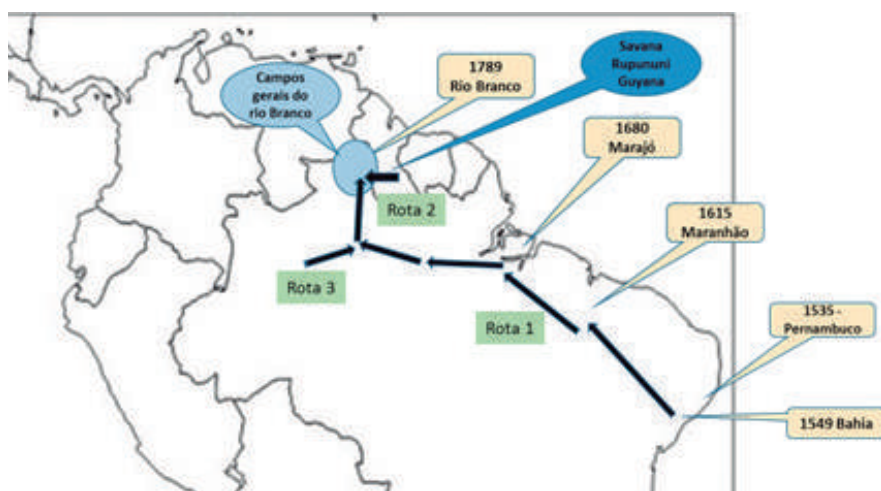 Campos
gerais do
rio Branco
1789
Rio Branco
Savana
Rupununi
Guyana
1680
Marajó
1615
Maranhão
1535 -
Pernambuco
1549 Bahia
Rota 2
Rota 3
Rota 1